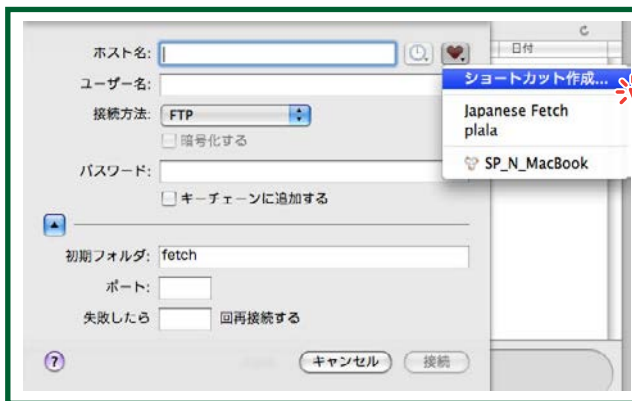 ホスト名:
日付
ユーザー名:
ショートカット作成...
接続方法: FTP
Japanese Fetch
plala
暗号化する
SP_N_MacBook
パスワード:
キーチェーンに追加する
初期フォルダ: fetch
ポート:
失敗したら 回再接続する
?
キャンセル 接続